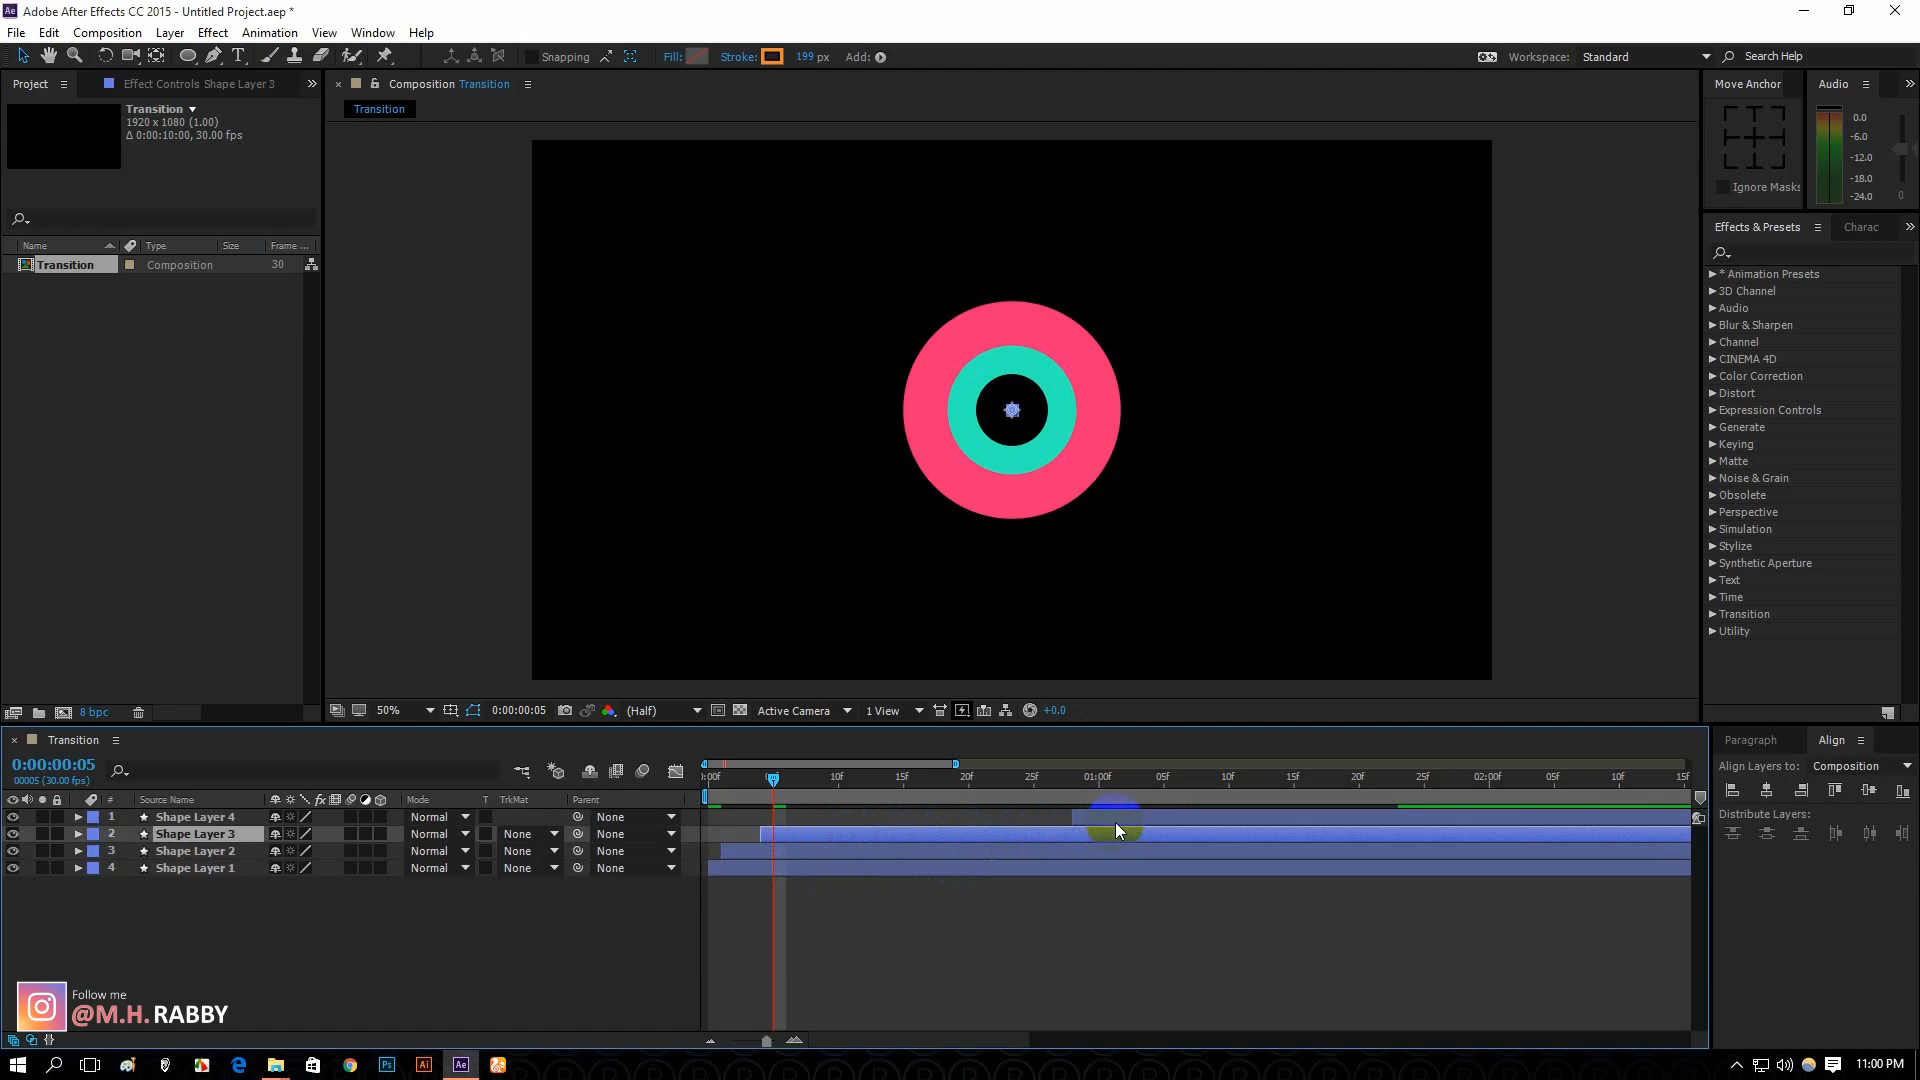 Adobe After Effects CC 2015 - Untitled Project.aep *
File Edit Composition Layer Effect Animation View Window Help
Snapping Fill: Stroke: 199 px Add: Workspace: Standard Search Help
Project Effect Controls Shape Layer 3 Composition Transition Move Anchor Audio
Transition
1920 x 1080 (1.00)
Δ 0:00:10:00, 30.00 fps
Transition
0.0
-6.0
-12.0
-18.0
-24.0
Ignore Masks
Name Type Size Frame ...
Transition Composition 30
Effects & Presets Charac
* Animation Presets
3D Channel
Audio
Blur & Sharpen
Channel
CINEMA 4D
Color Correction
Distort
Expression Controls
Generate
Keying
Matte
Noise & Grain
Obsolete
Perspective
Simulation
Stylize
Synthetic Aperture
Text
Time
Transition
Utility
8 bpc 50% 0:00:00:05 (Half) Active Camera 1 View +0.0
Transition
0:00:00:05
00005 (30.00 fps)
:00f 10f 15f 20f 25f 01:00f 05f 10f 15f 20f 25f 02:00f 05f 10f 15f
# Source Name fx Mode T TrkMat Parent
1 Shape Layer 4 Normal None
2 Shape Layer 3 Normal None None
3 Shape Layer 2 Normal None None
4 Shape Layer 1 Normal None None
Paragraph Align
Align Layers to: Composition
Distribute Layers:
Follow me
@M.H. RABBY
Ps Ai Ae 11:00 PM